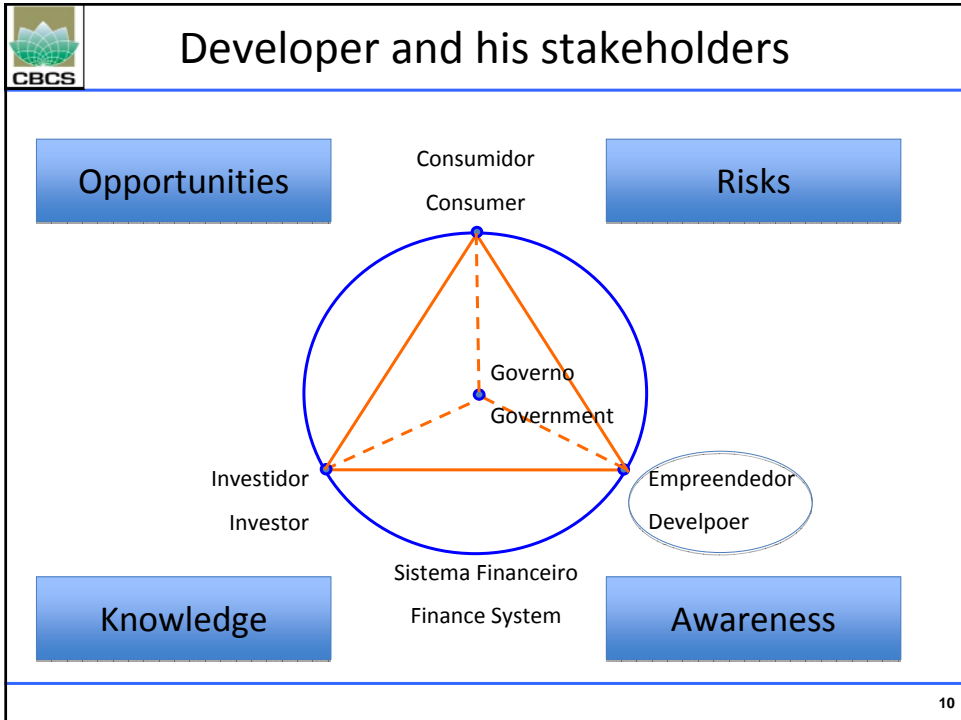 CBCS
Developer and his stakeholders
Opportunities
Consumidor
Consumer
Risks
Governo
Government
Investidor
Investor
Empreendedor
Develpoer
Sistema Financeiro
Finance System
Knowledge
Awareness
10